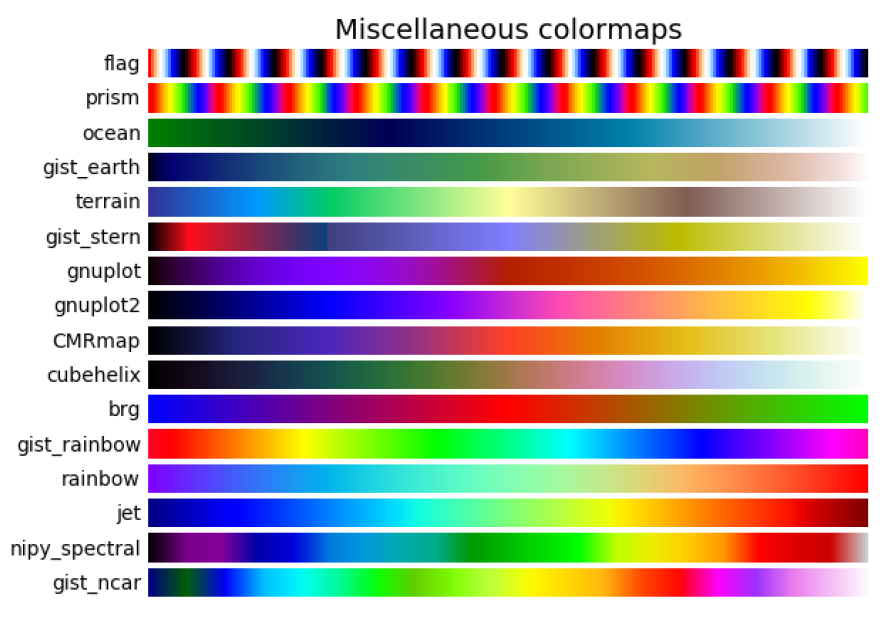 Miscellaneous colormaps
flag
prism
ocean
gist_earth
terrain
gist_stern
gnuplot
gnuplot2
CMRmap
cubehelix
brg
gist_rainbow
rainbow
jet
nipy_spectral
gist_ncar